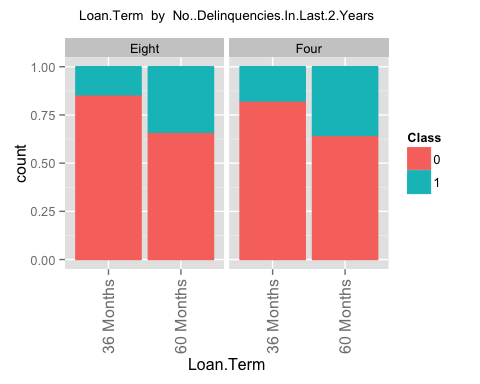 Loan.Term by No..Delinquencies.In.Last.2.Years
Eight
Four
1.00
0.75
0.50
0.25
0.00
count
36 Months
60 Months
36 Months
60 Months
Loan.Term
Class
0
1